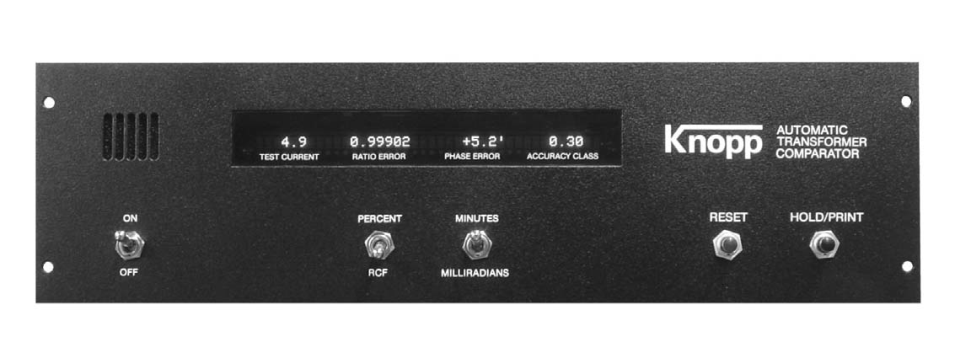 4.9 0.99902 +5.2' 0.30
TEST CURRENT RATIO ERROR PHASE ERROR ACCURACY CLASS
Knopp
AUTOMATIC
TRANSFORMER
COMPARATOR
ON
OFF
PERCENT
RCF
MINUTES
MILLIRADIANS
RESET
HOLD/PRINT